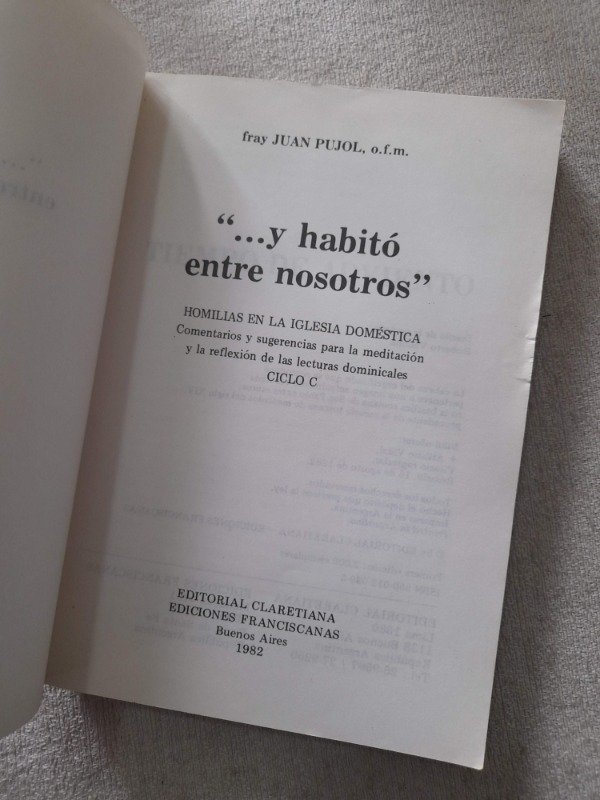 fray JUAN PUJOL, o.f.m.
“...y habitó
entre nosotros”
HOMILIAS EN LA IGLESIA DOMÉSTICA
Comentarios y sugerencias para la meditación
y la reflexión de las lecturas dominicales
CICLO C
EDITORIAL CLARETIANA
EDICIONES FRANCISCANAS
Buenos Aires
1982